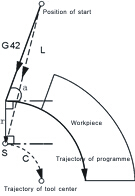 Position of start
G42
L
a
Workpiece
r
Trajectory of programme
S
C
Trajectory of tool center